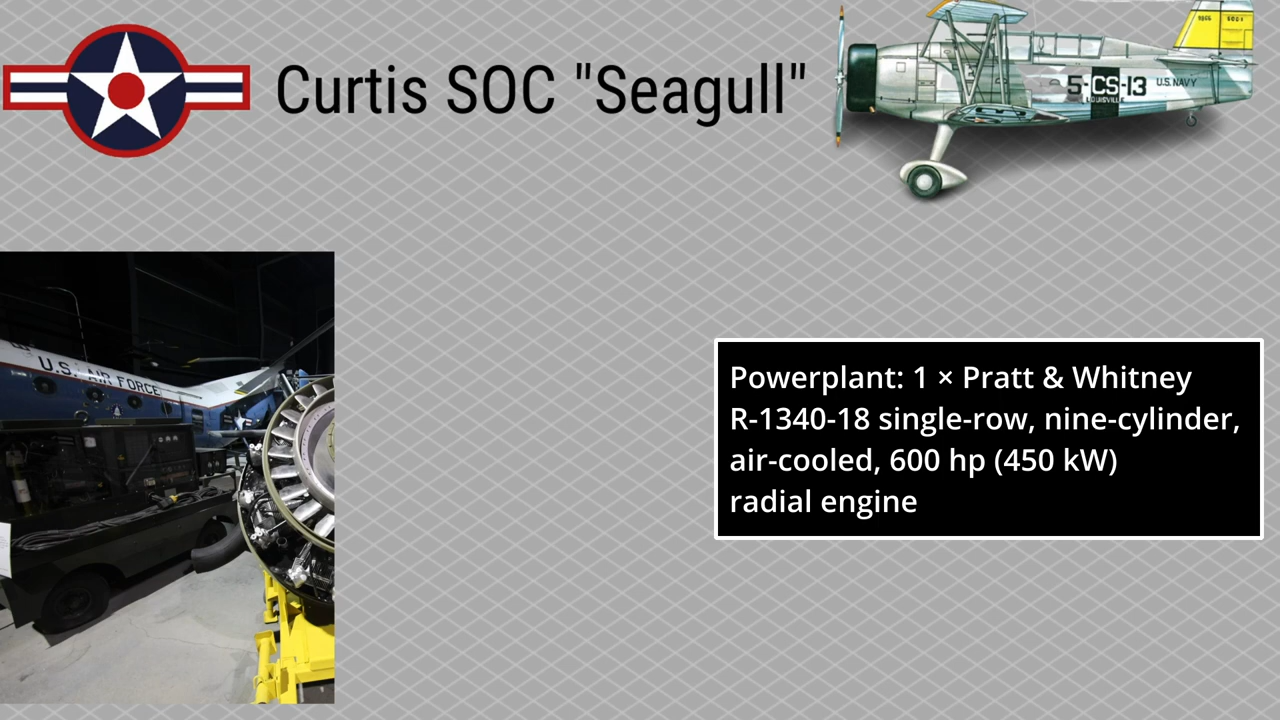 Curtis SOC "Seagull"
5-CS-13
U.S. NAVY
LOUISVILLE
U.S. AIR FORCE
Powerplant: 1 × Pratt & Whitney
R-1340-18 single-row, nine-cylinder,
air-cooled, 600 hp (450 kW)
radial engine